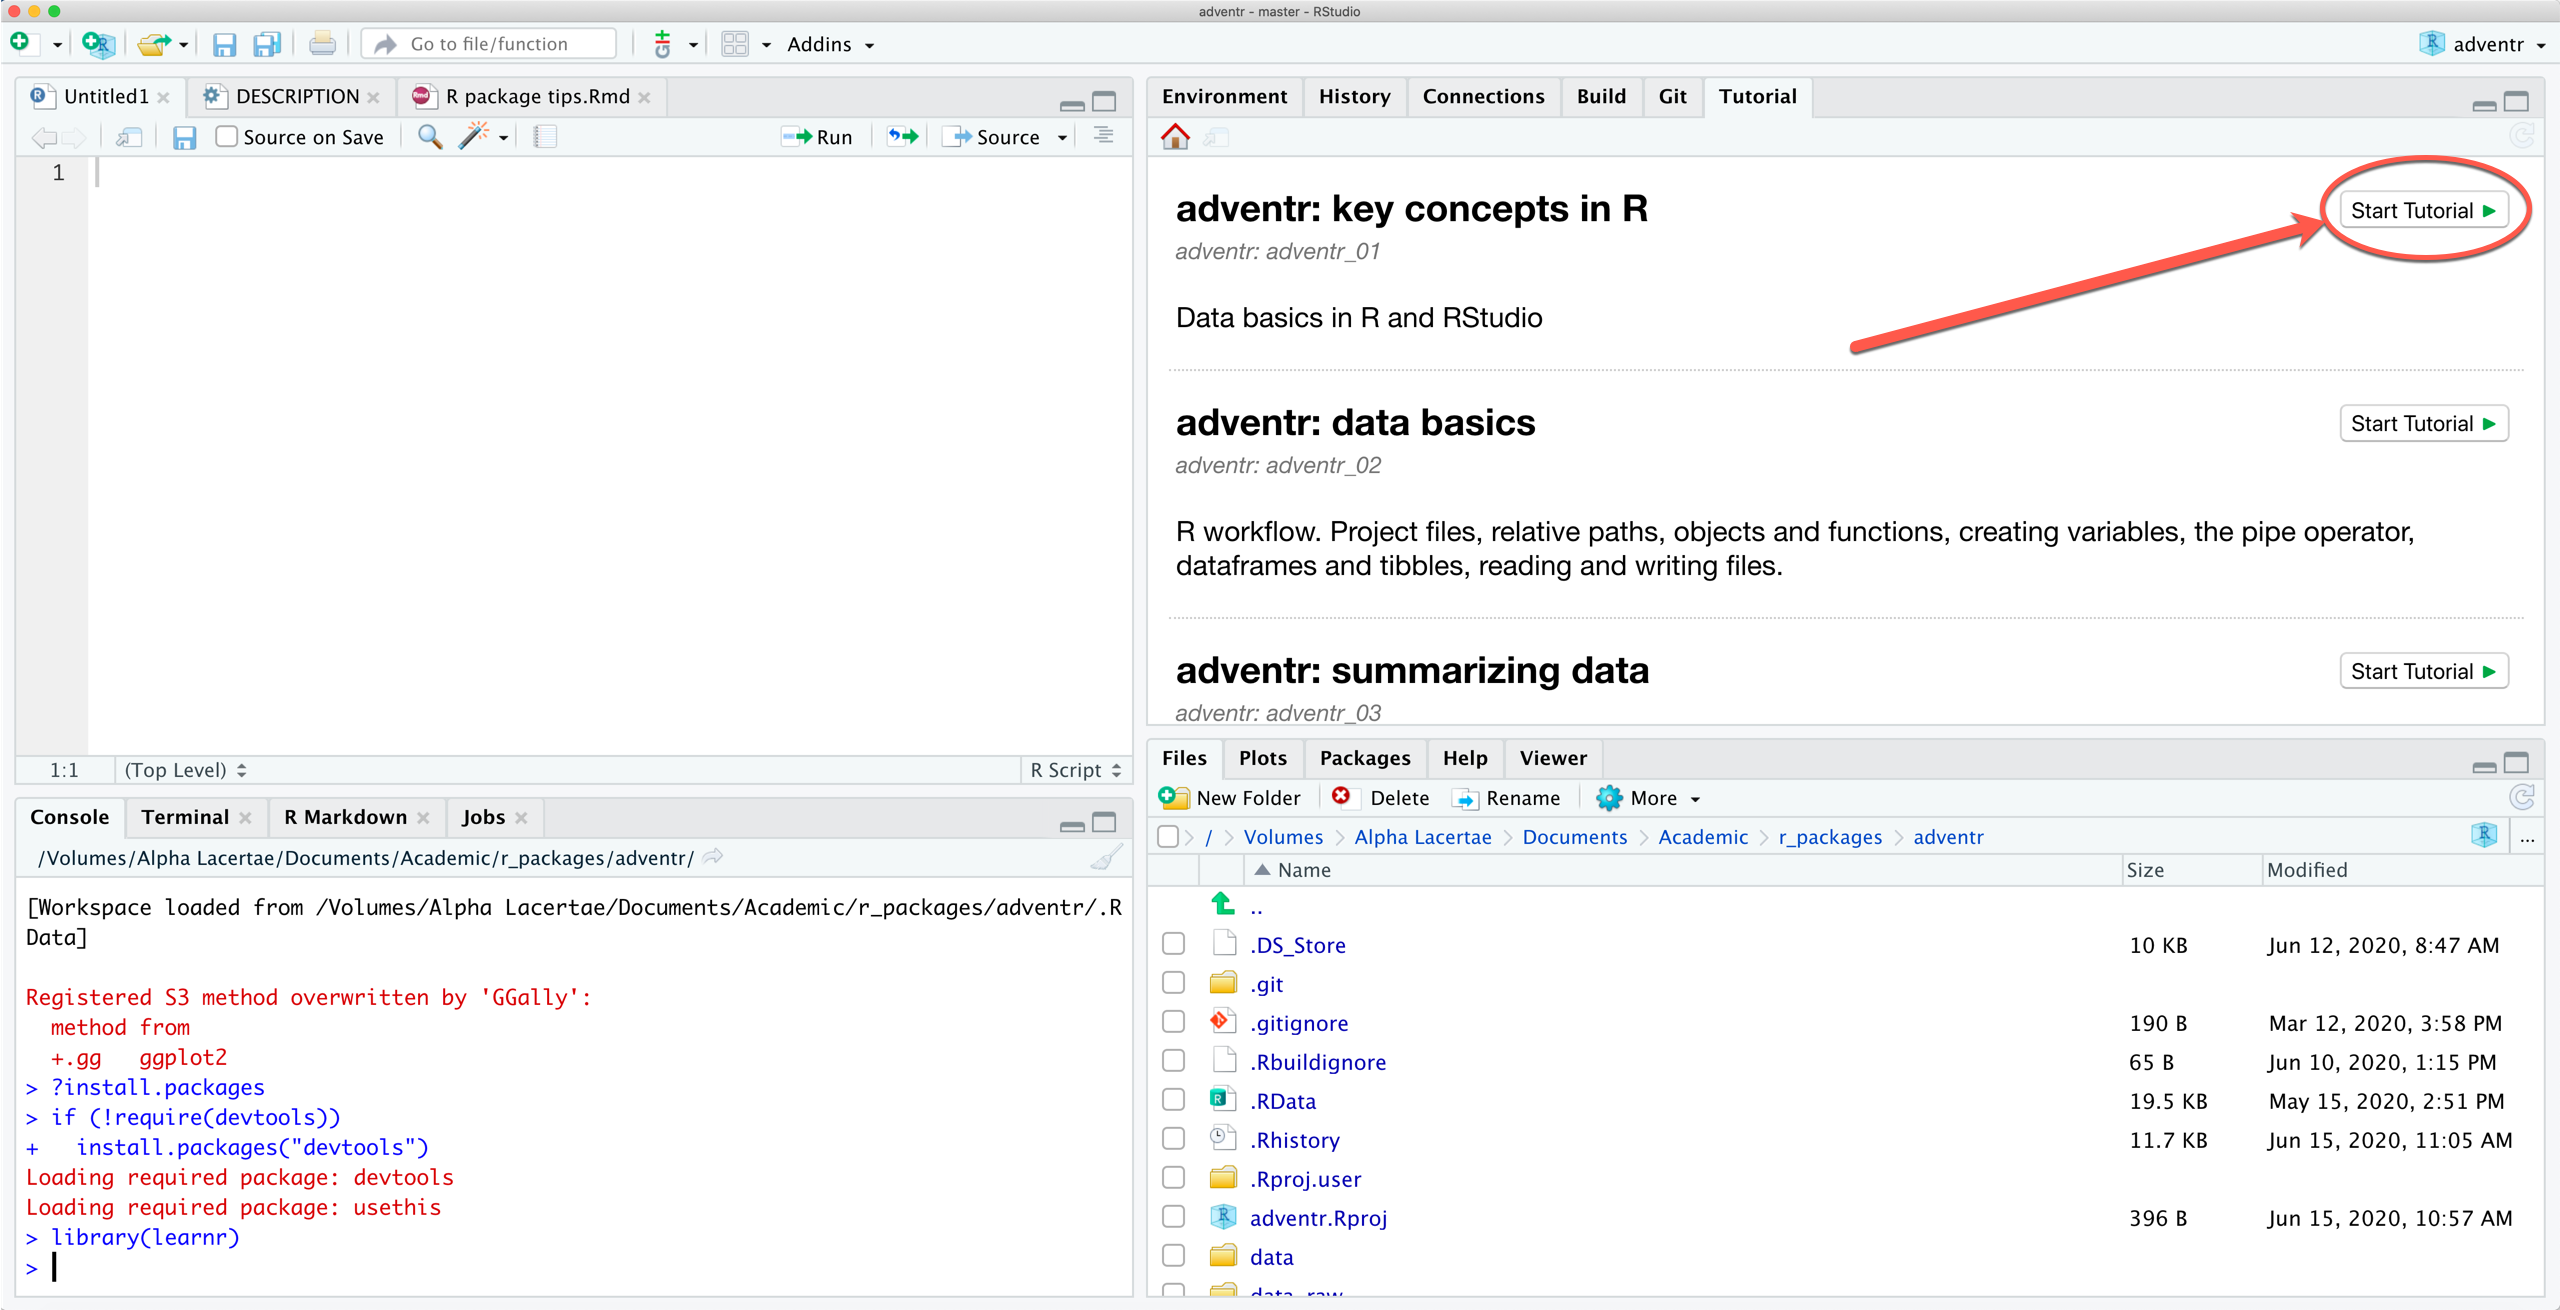 adventr - master - RStudio
Go to file/function
Addins
adventr
Untitled1
DESCRIPTION
R package tips.Rmd
Source on Save
Run
Source
1
1:1
(Top Level)
R Script
Console
Terminal
R Markdown
Jobs
/Volumes/Alpha Lacertae/Documents/Academic/r_packages/adventr/
[Workspace loaded from /Volumes/Alpha Lacertae/Documents/Academic/r_packages/adventr/.R
Data]
Registered S3 method overwritten by 'GGally':
method from
+.gg   ggplot2
> ?install.packages
> if (!require(devtools))
+   install.packages("devtools")
Loading required package: devtools
Loading required package: usethis
> library(learnr)
>
Environment
History
Connections
Build
Git
Tutorial
adventr: key concepts in R
Start Tutorial
adventr: adventr_01
Data basics in R and RStudio
adventr: data basics
Start Tutorial
adventr: adventr_02
R workflow. Project files, relative paths, objects and functions, creating variables, the pipe operator,
dataframes and tibbles, reading and writing files.
adventr: summarizing data
Start Tutorial
adventr: adventr_03
Files
Plots
Packages
Help
Viewer
New Folder
Delete
Rename
More
/ Volumes Alpha Lacertae Documents Academic r_packages adventr ...
Name Size Modified
..
.DS_Store 10 KB Jun 12, 2020, 8:47 AM
.git
.gitignore 190 B Mar 12, 2020, 3:58 PM
.Rbuildignore 65 B Jun 10, 2020, 1:15 PM
.RData 19.5 KB May 15, 2020, 2:51 PM
.Rhistory 11.7 KB Jun 15, 2020, 11:05 AM
.Rproj.user
adventr.Rproj 396 B Jun 15, 2020, 10:57 AM
data
data_raw